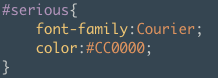 #serious{
    font-family:Courier;
    color:#CC0000;
}